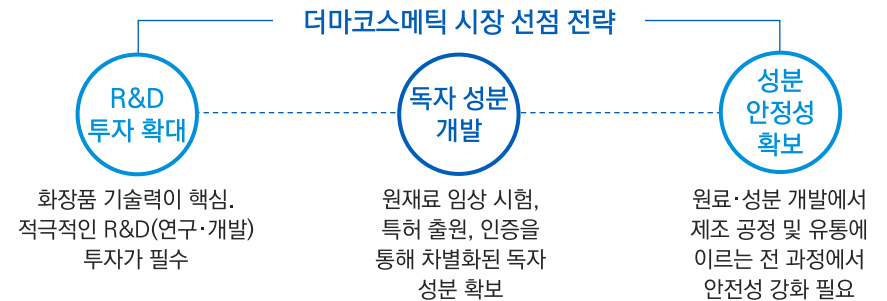 더마코스메틱 시장 선점 전략
R&D
투자 확대
화장품 기술력이 핵심.
적극적인 R&D(연구·개발)
투자가 필수
독자 성분
개발
원재료 임상 시험,
특허 출원, 인증을
통해 차별화된 독자
성분 확보
성분
안정성
확보
원료·성분 개발에서
제조 공정 및 유통에
이르는 전 과정에서
안전성 강화 필요